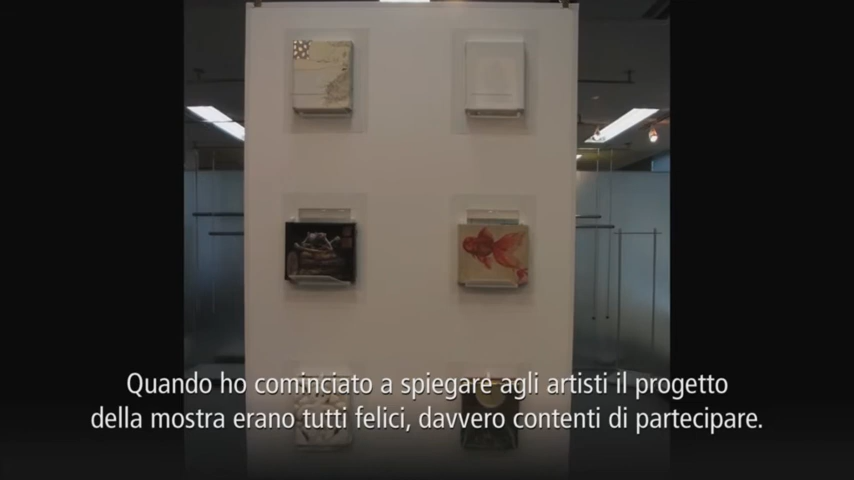 Quando ho cominciato a spiegare agli artisti il progetto
della mostra erano tutti felici, davvero contenti di partecipare.